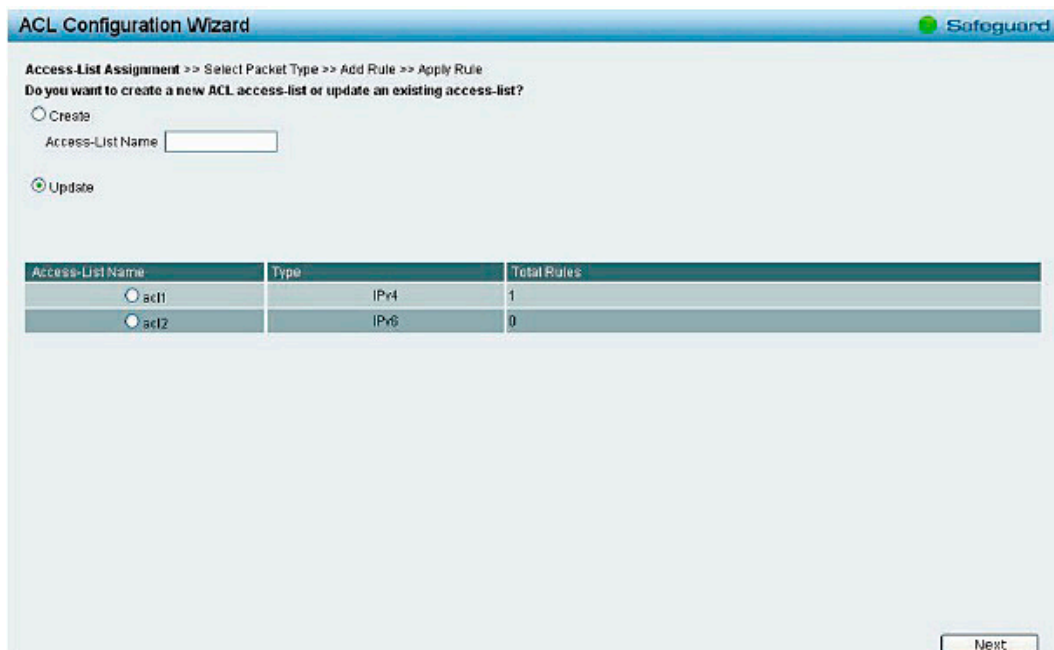 ACL Configuration Wizard
Safeguard
Access-List Assignment >> Select Packet Type >> Add Rule >> Apply Rule
Do you want to create a new ACL access-list or update an existing access-list?
Create
Access-List Name
Update
Access-List Name Type Total Rules
acl1 IPv4 1
acl2 IPv6 0
Next